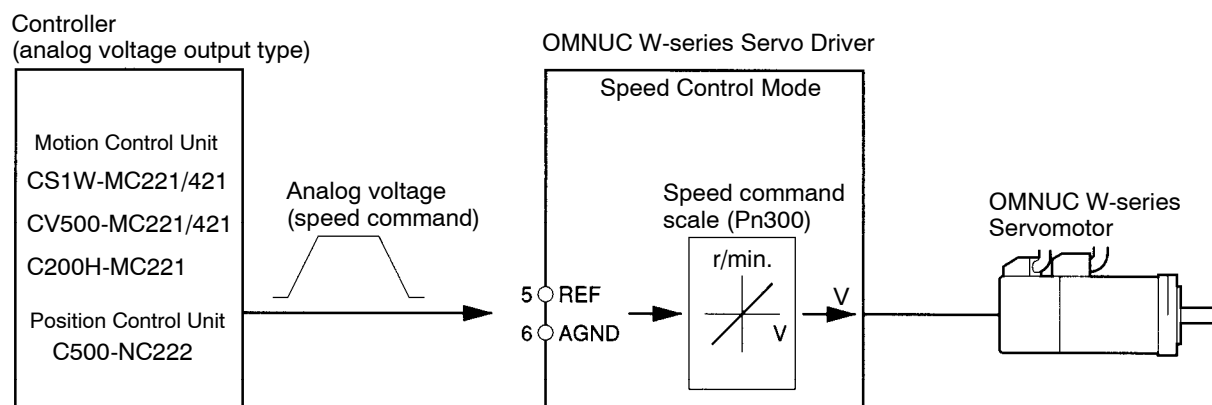 Controller
(analog voltage output type)
Motion Control Unit
CS1W-MC221/421
CV500-MC221/421
C200H-MC221
Position Control Unit
C500-NC222
Analog voltage
(speed command)
OMNUC W-series Servo Driver
Speed Control Mode
5 REF
6 AGND
Speed command
scale (Pn300)
r/min.
V
V
OMNUC W-series
Servomotor